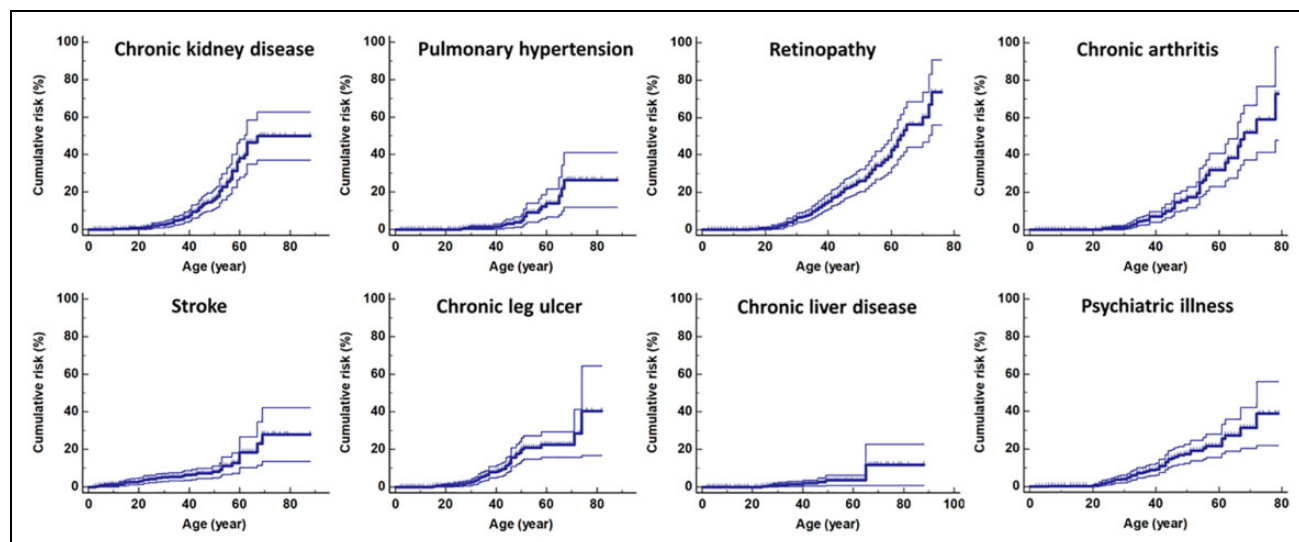 Chronic kidney disease
Cumulative risk (%)
100
80
60
40
20
0
0 20 40 60 80
Age (year)
Pulmonary hypertension
Cumulative risk (%)
100
80
60
40
20
0
0 20 40 60 80
Age (year)
Retinopathy
Cumulative risk (%)
100
80
60
40
20
0
0 20 40 60 80
Age (year)
Chronic arthritis
Cumulative risk (%)
100
80
60
40
20
0
0 20 40 60 80
Age (year)
Stroke
Cumulative risk (%)
100
80
60
40
20
0
0 20 40 60 80
Age (year)
Chronic leg ulcer
Cumulative risk (%)
100
80
60
40
20
0
0 20 40 60 80
Age (year)
Chronic liver disease
Cumulative risk (%)
100
80
60
40
20
0
0 20 40 60 80 100
Age (year)
Psychiatric illness
Cumulative risk (%)
100
80
60
40
20
0
0 20 40 60 80
Age (year)